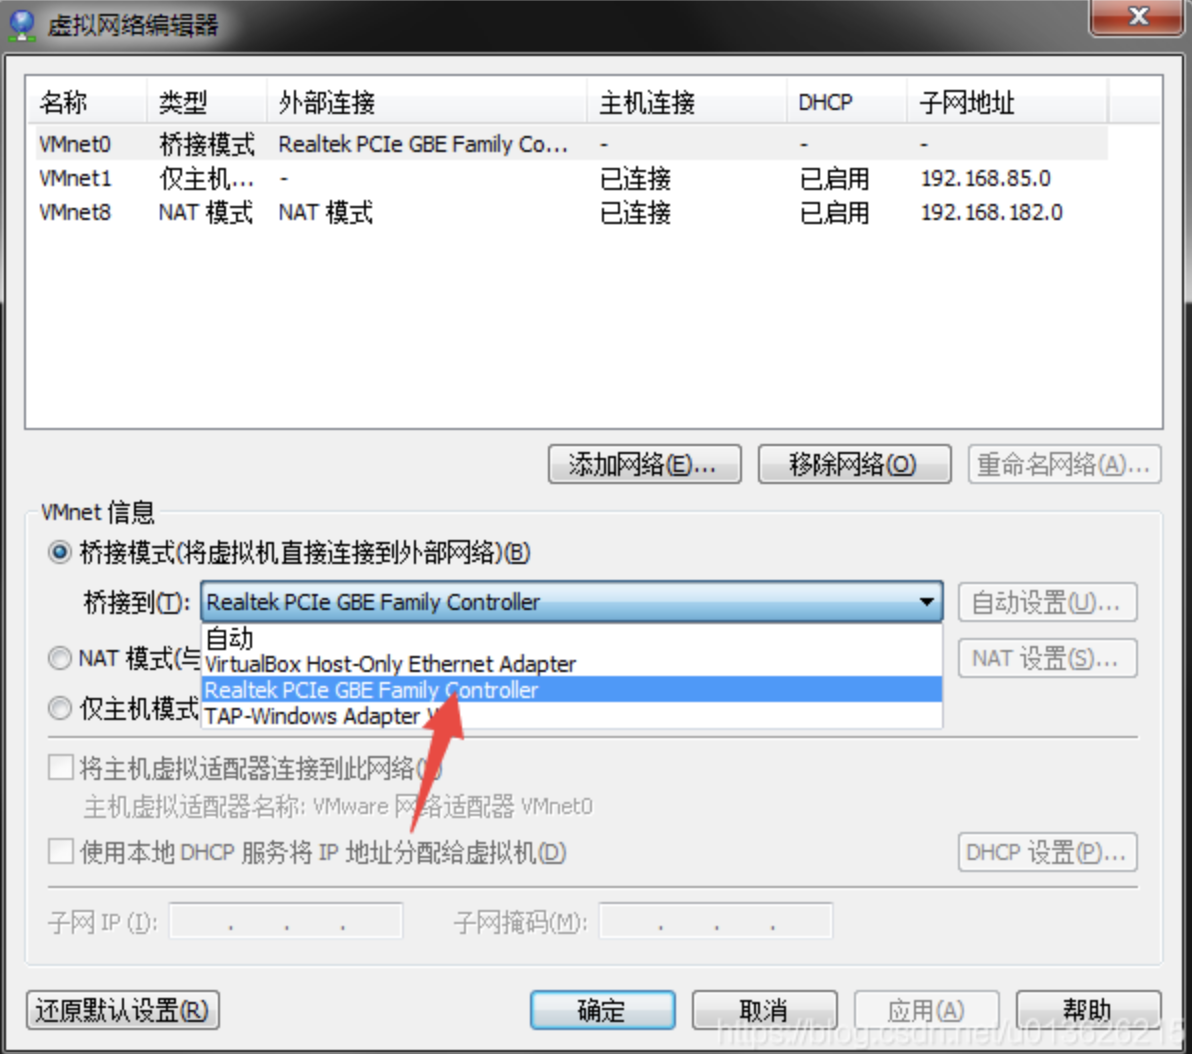 虚拟网络编辑器
名称 类型 外部连接 主机连接 DHCP 子网地址
VMnet0 桥接模式 Realtek PCIe GBE Family Co... - - -
VMnet1 仅主机... - 已连接 已启用 192.168.85.0
VMnet8 NAT 模式 NAT 模式 已连接 已启用 192.168.182.0
添加网络(E)... 移除网络(O) 重命名网络(A)...
VMnet 信息
桥接模式(将虚拟机直接连接到外部网络)(B)
桥接到(T): Realtek PCIe GBE Family Controller 自动设置(U)...
自动
NAT 模式(与 VirtualBox Host-Only Ethernet Adapter NAT 设置(S)...
Realtek PCIe GBE Family Controller
仅主机模式 TAP-Windows Adapter
将主机虚拟适配器连接到此网络
主机虚拟适配器名称: VMware 网络适配器 VMnet0
使用本地 DHCP 服务将 IP 地址分配给虚拟机(D) DHCP 设置(P)...
子网 IP (I): . . . 子网掩码(M): . . .
还原默认设置(R) 确定 取消 应用(A) 帮助
https://blog.csdn.net/u013626215